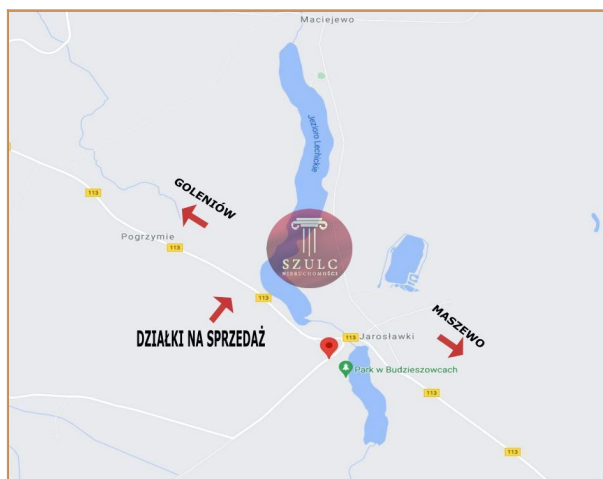 Maciejewo
Jezioro Lechickie
113
GOLENIÓW
Pogrzymie
113
SZULC
NIERUCHOMOŚCI
113
DZIAŁKI NA SPRZEDAŻ
MASZEWO
113
Jarosławki
Park w Budzieszowcach
113
113